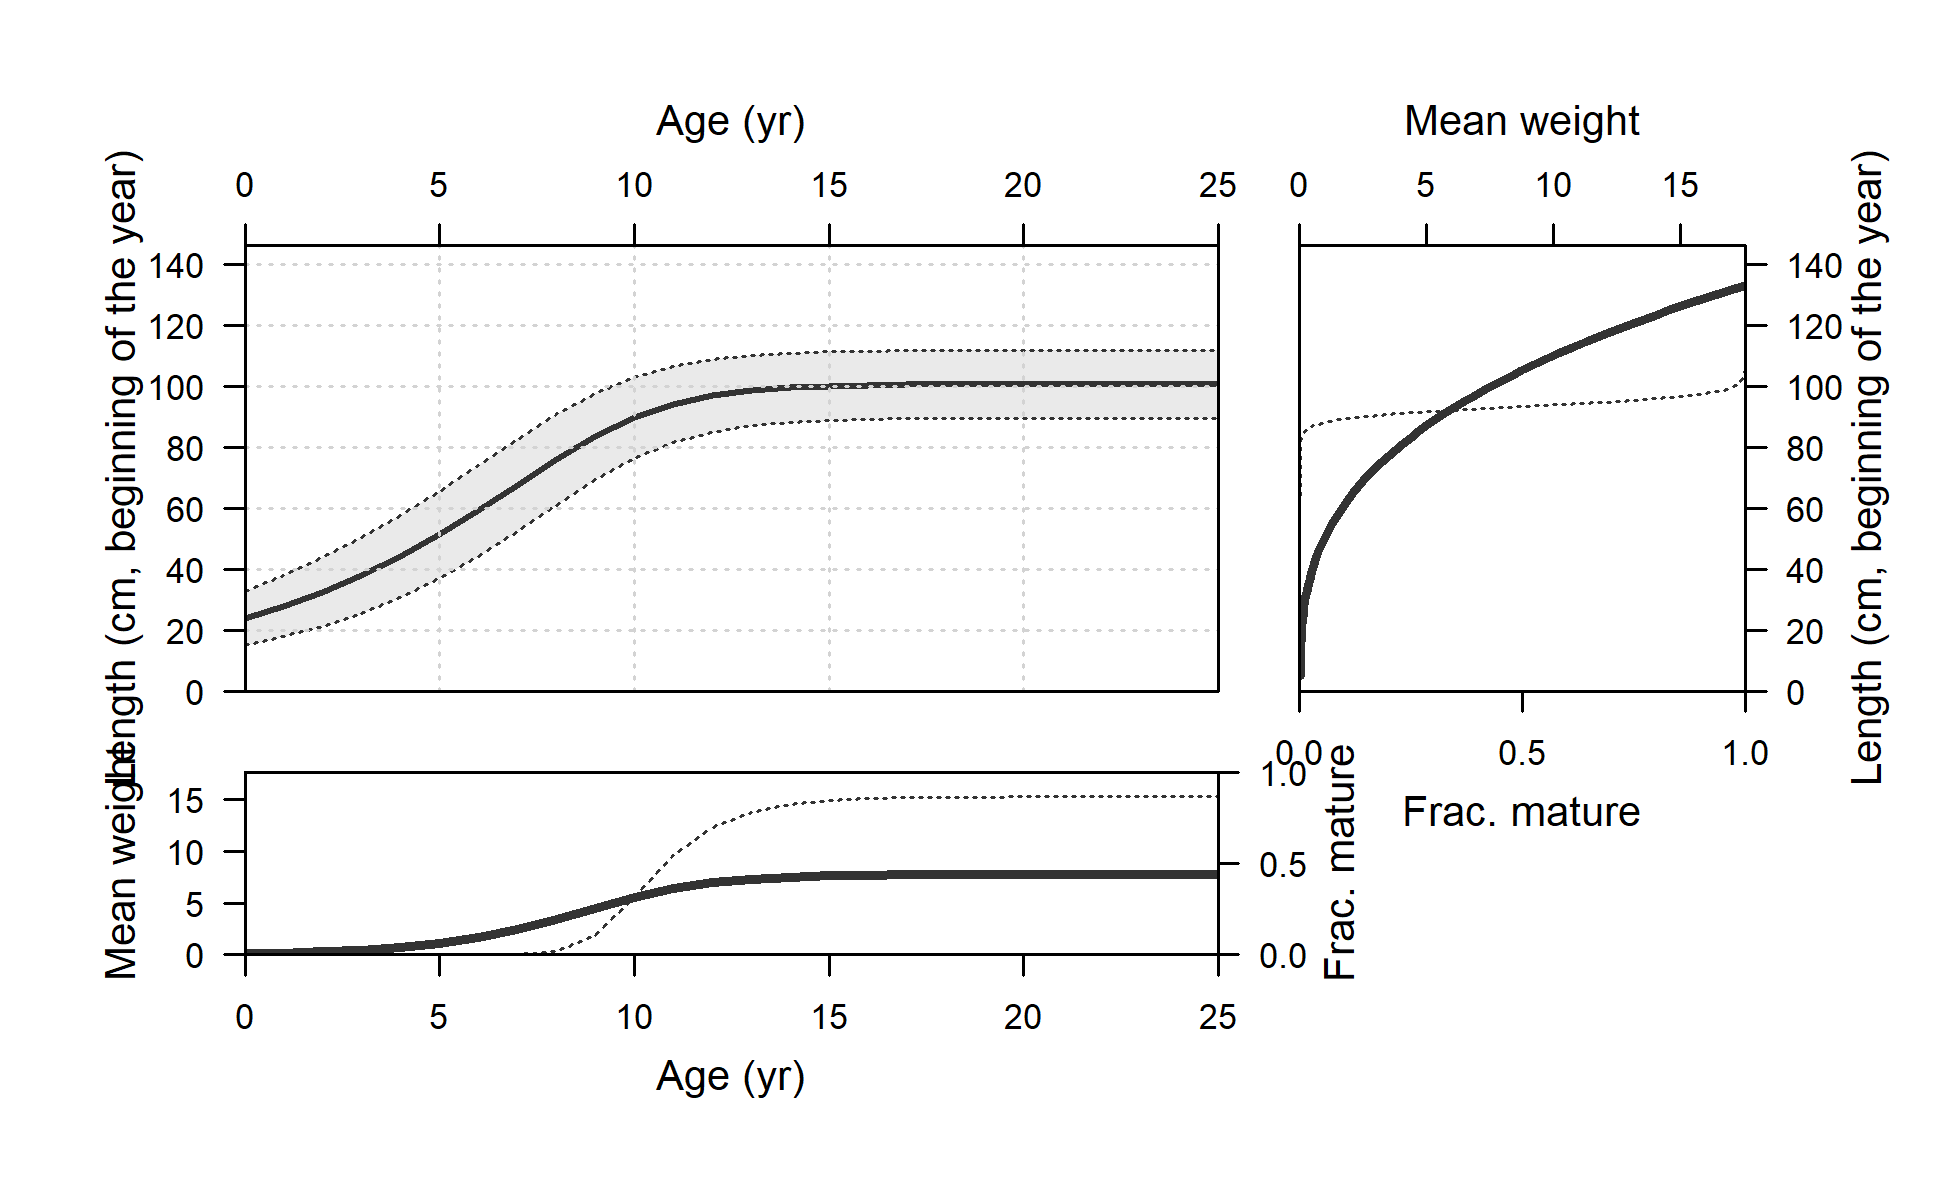 Age (yr)
Mean weight
0 5 10 15 20 25
0 5 10 15
Length (cm, beginning of the year)
140
120
100
80
60
40
20
0
140
120
100
80
60
40
20
0
Length (cm, beginning of the year)
0.0 0.5 1.0
Frac. mature
Mean weight
15
10
5
0
1.0
0.5
0.0
Frac. mature
0 5 10 15 20 25
Age (yr)